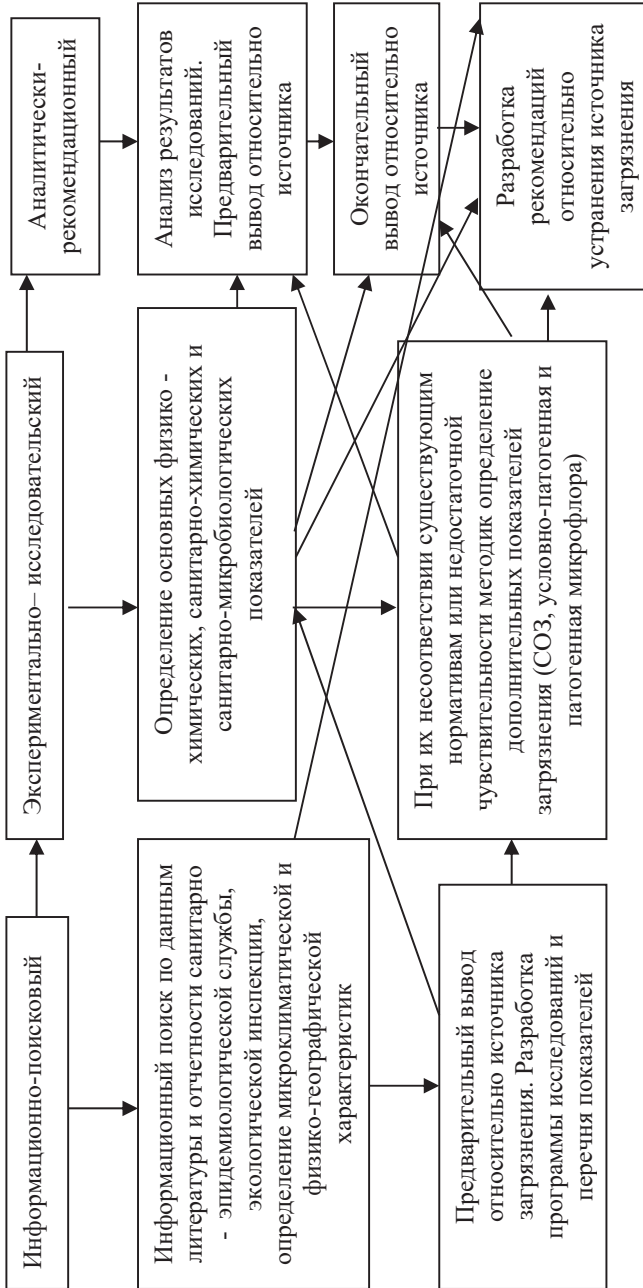 Информационно-поисковый
Экспериментально– исследовательский
Аналитически-
рекомендационный
Информационный поиск по данным
литературы и отчетности санитарно
- эпидемиологической службы,
экологической инспекции,
определение микроклиматической и
физико-географической
характеристик
Определение основных физико -
химических, санитарно-химических и
санитарно-микробиологических
показателей
Анализ результатов
исследований.
Предварительный
вывод относительно
источника
Окончательный
вывод относительно
источника
Предварительный вывод
относительно источника
загрязнения. Разработка
программы исследований и
перечня показателей
При их несоответствии существующим
нормативам или недостаточной
чувствительности методик определение
дополнительных показателей
загрязнения (СОЗ, условно-патогенная и
патогенная микрофлора)
Разработка
рекомендаций
относительно
устранения источника
загрязнения